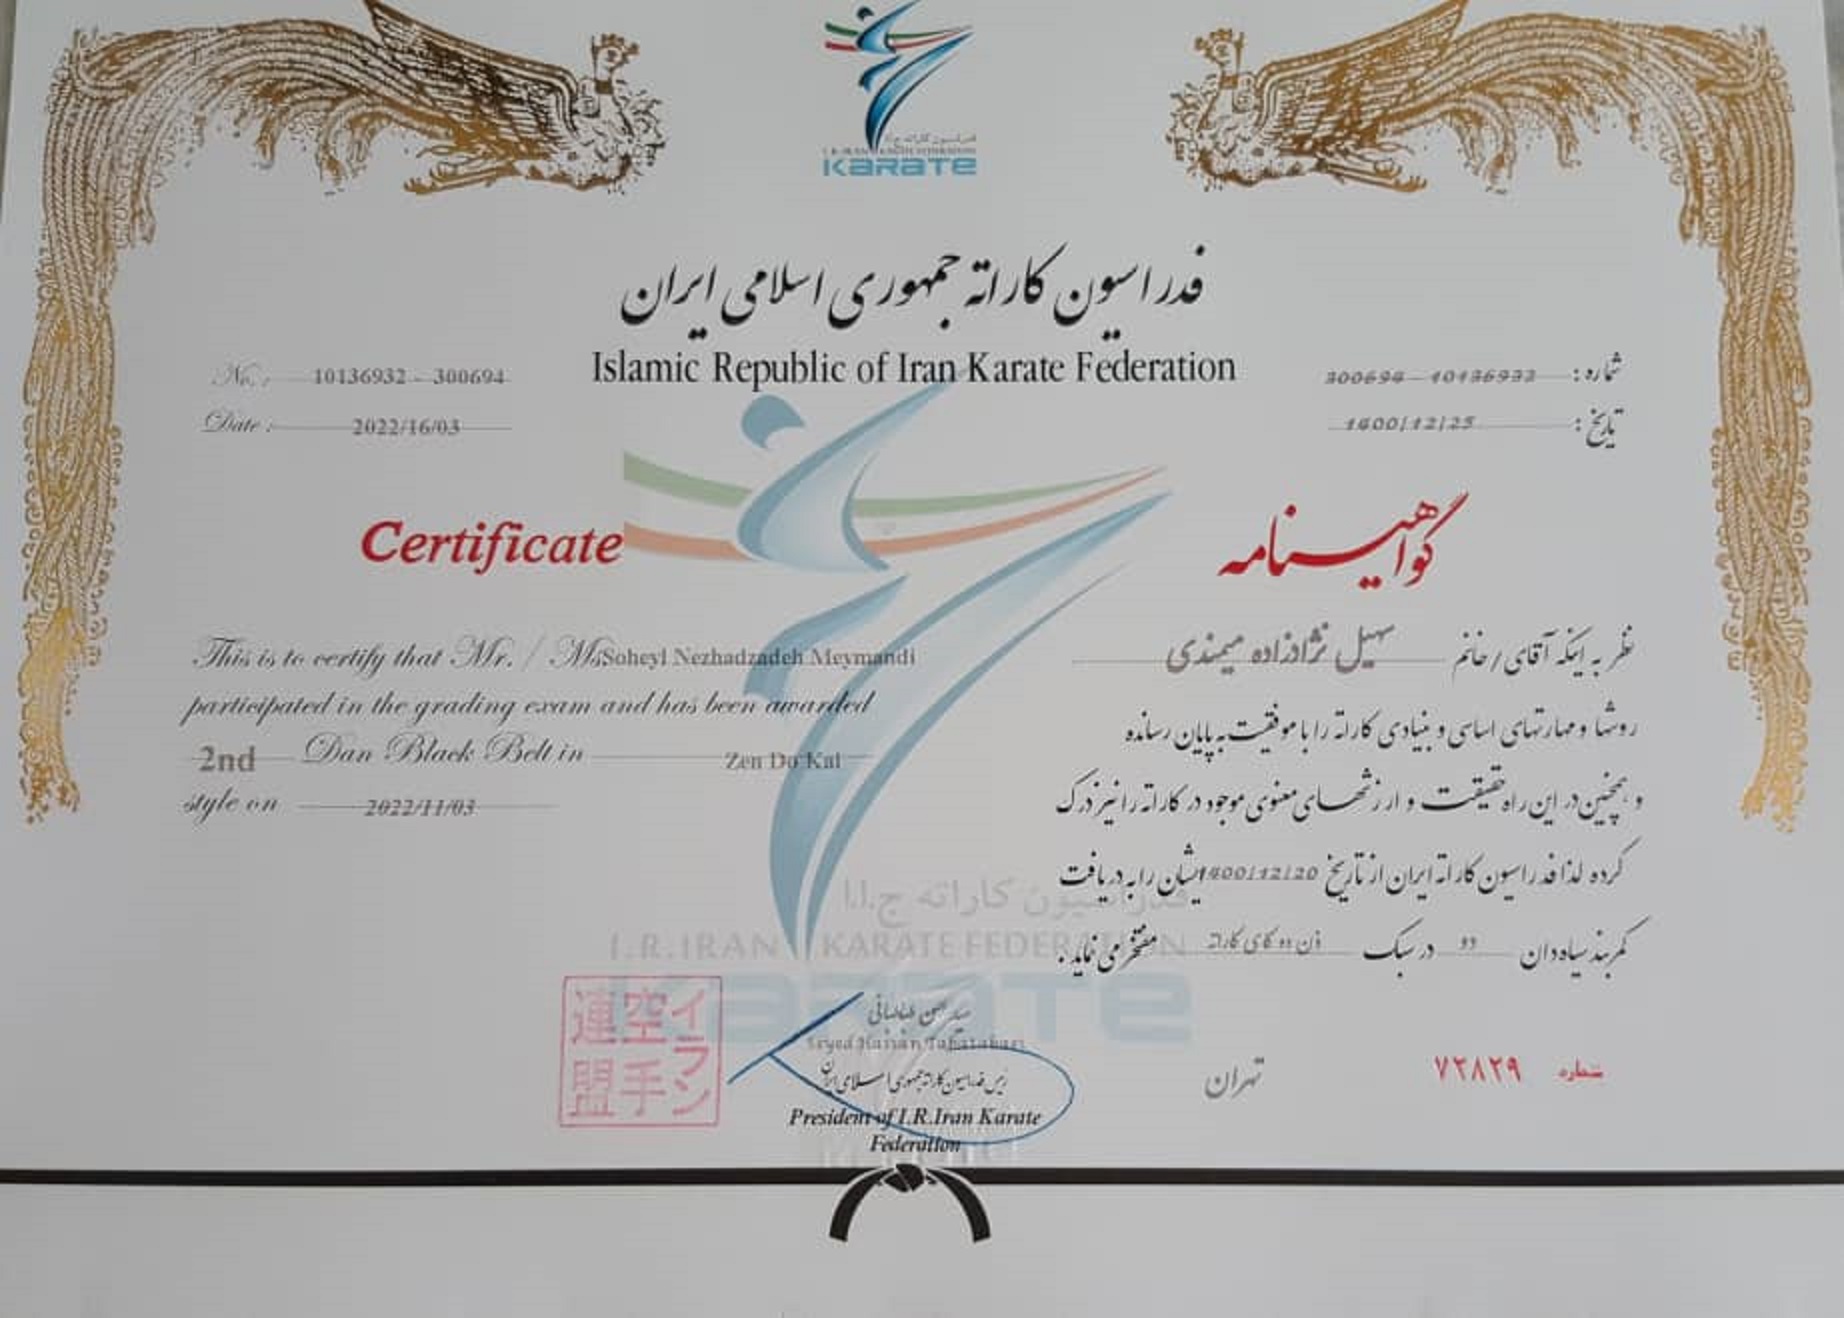 فدراسیون کاراته ج.ا.ا
I.R.IRAN KARATE FEDERATION
KARATE
فدراسیون کاراته جمهوری اسلامی ایران
Islamic Republic of Iran Karate Federation
No. : 10136932 - 300694
Date : 2022/16/03
شماره : 10136932 - 300694
تاریخ : 1400/12/25
Certificate
گواهینامه
This is to certify that Mr. / Ms Soheyl Nezhadzadeh Meymandi
participated in the grading exam and has been awarded
2nd Dan Black Belt in Zen Do Kai
style on 2022/11/03
نظر به اینکه آقای / خانم سهیل نژادزاده میمندی
روشها و مهارتهای اساسی و بنیادی کاراته را با موفقیت به پایان رسانده
و همچنین در این راه حقیقت و ارزشهای معنوی موجود در کاراته را نیز درک
کرده لذا فدراسیون کاراته ایران از تاریخ 1400/12/20 ایشان را به دریافت
کمربند سیاه دان دو در سبک ذن دو کای کاراته مفتخر می نماید.
فدراسیون کاراته ج.ا.ا
I.R.IRAN KARATE FEDERATION
Karate
イラン
空手
連盟
سید حسن طباطبائی
Seyed Hassan Tabatabaei
رئیس فدراسیون کاراته جمهوری اسلامی ایران
President of I.R.Iran Karate
Federation
تهران
شماره ۷۲۸۲۹